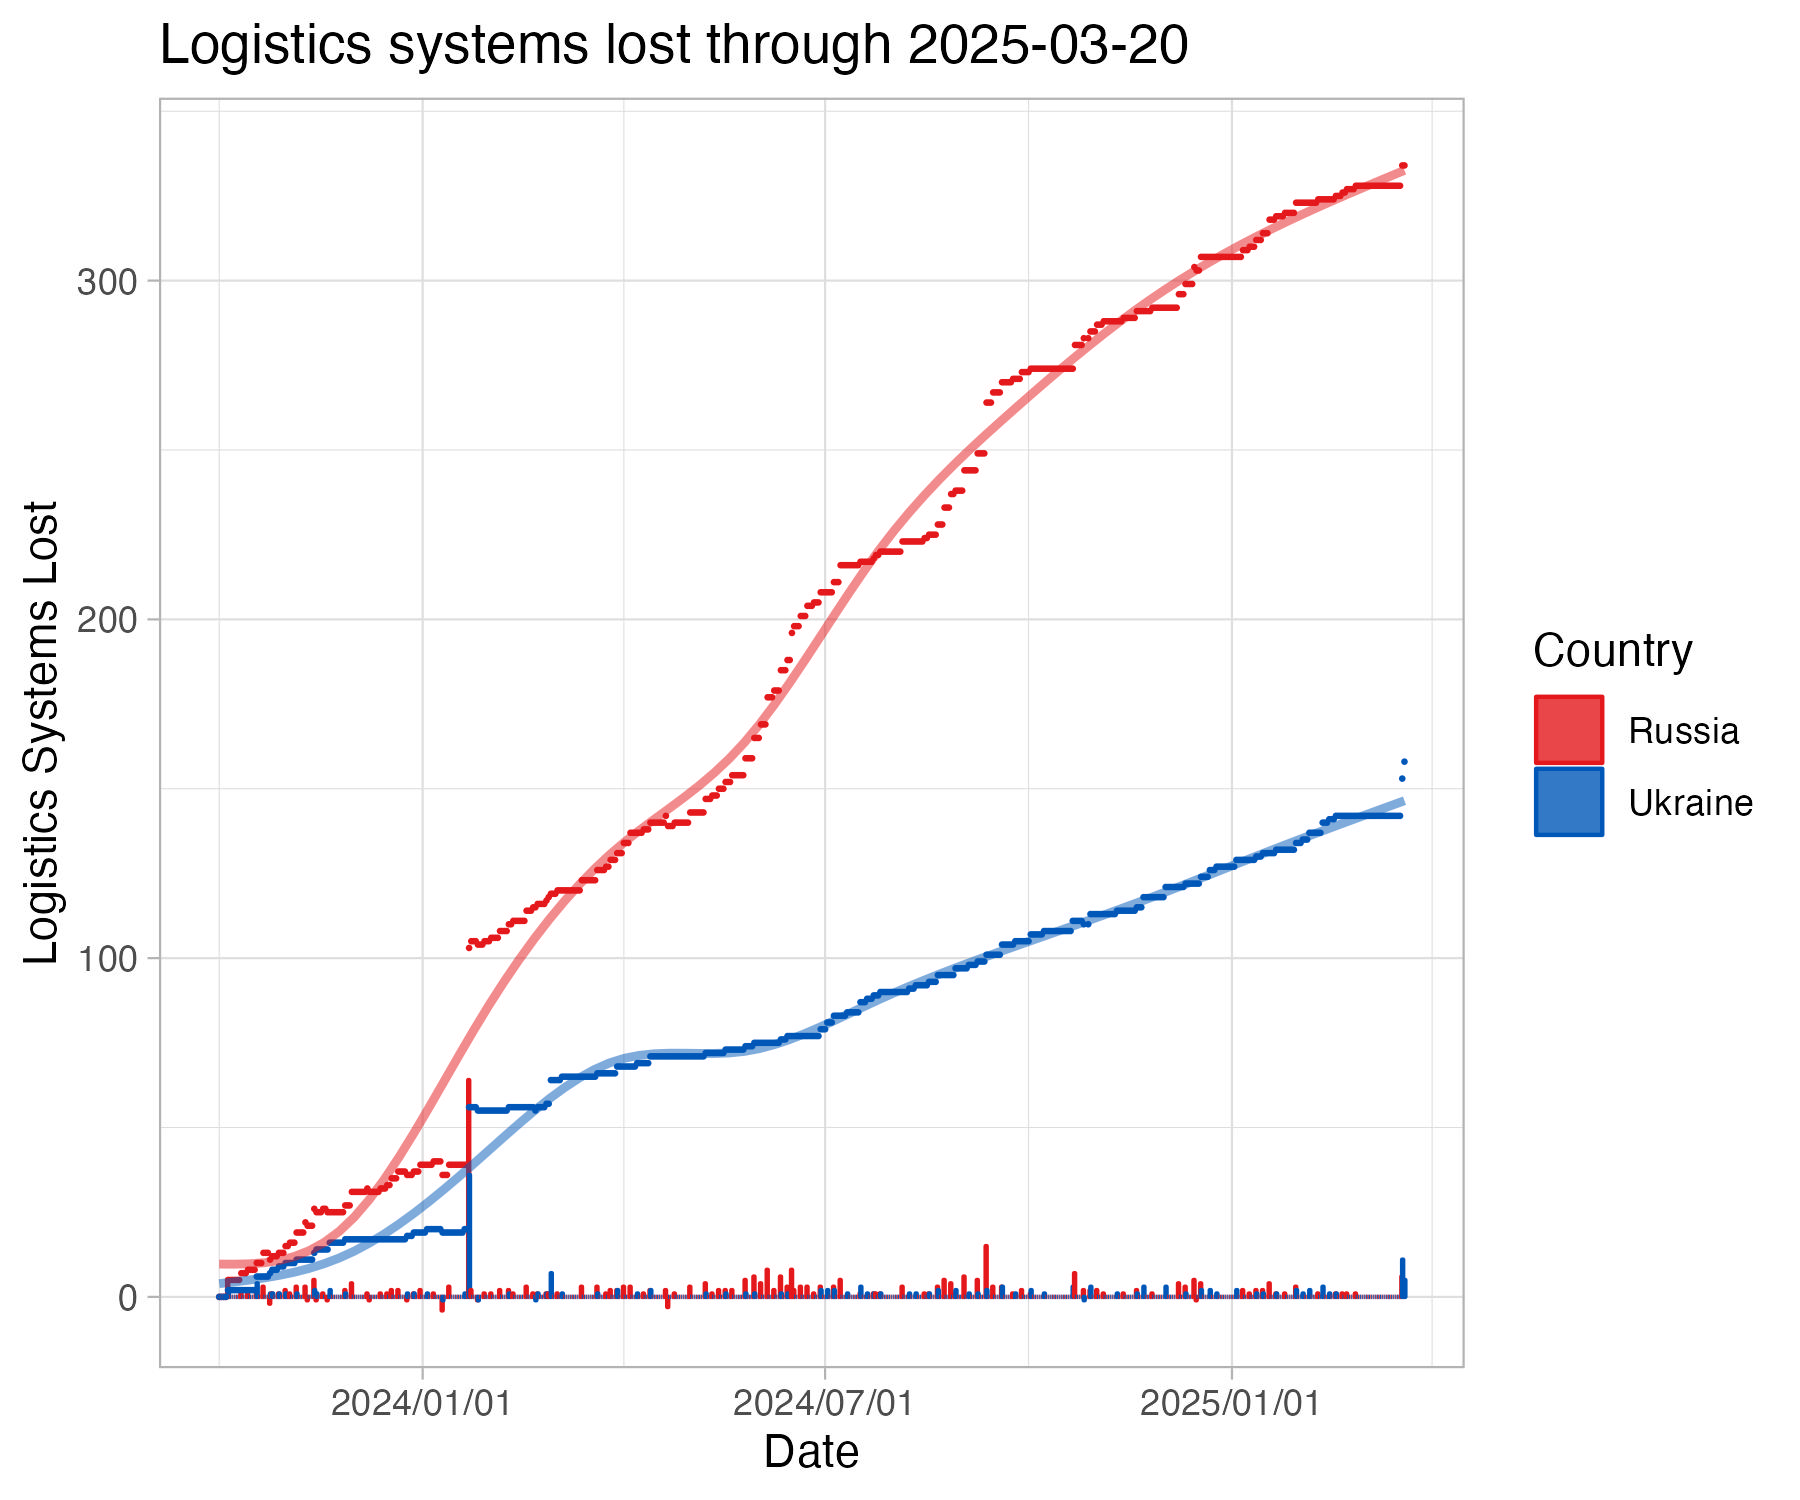 Logistics systems lost through 2025-03-20
Logistics Systems Lost
300
200
100
0
2024/01/01
2024/07/01
2025/01/01
Date
Country
Russia
Ukraine